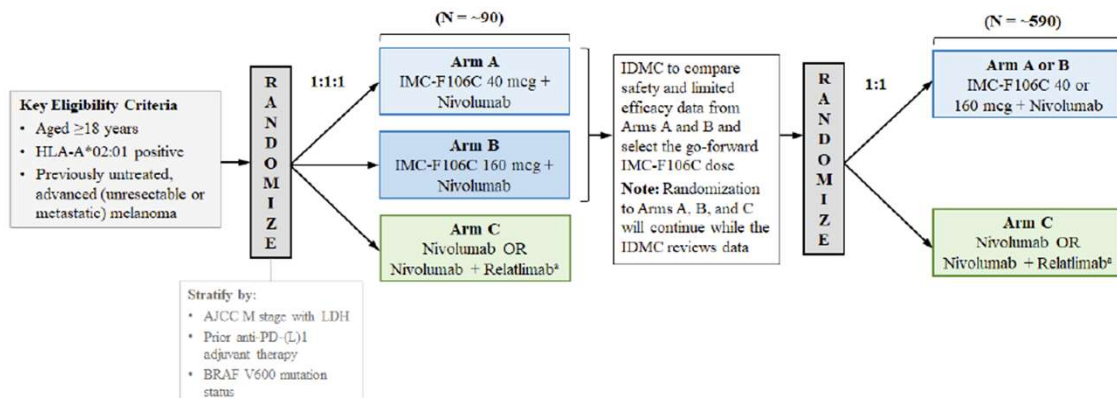 (N = ~90)
(N = ~590)
Key Eligibility Criteria
• Aged ≥18 years
• HLA-A*02:01 positive
• Previously untreated,
advanced (unresectable or
metastatic) melanoma
R
A
N
D
O
M
I
Z
E
Stratify by:
• AJCC M stage with LDH
• Prior anti-PD-(L)1
adjuvant therapy
• BRAF V600 mutation
status
1:1:1
Arm A
IMC-F106C 40 mcg +
Nivolumab
Arm B
IMC-F106C 160 mcg +
Nivolumab
Arm C
Nivolumab OR
Nivolumab + Relatlimabª
IDMC to compare
safety and limited
efficacy data from
Arms A and B and
select the go-forward
IMC-F106C dose
Note: Randomization
to Arms A, B, and C
will continue while the
IDMC reviews data
R
A
N
D
O
M
I
Z
E
1:1
Arm A or B
IMC-F106C 40 or
160 mcg + Nivolumab
Arm C
Nivolumab OR
Nivolumab + Relatlimabª